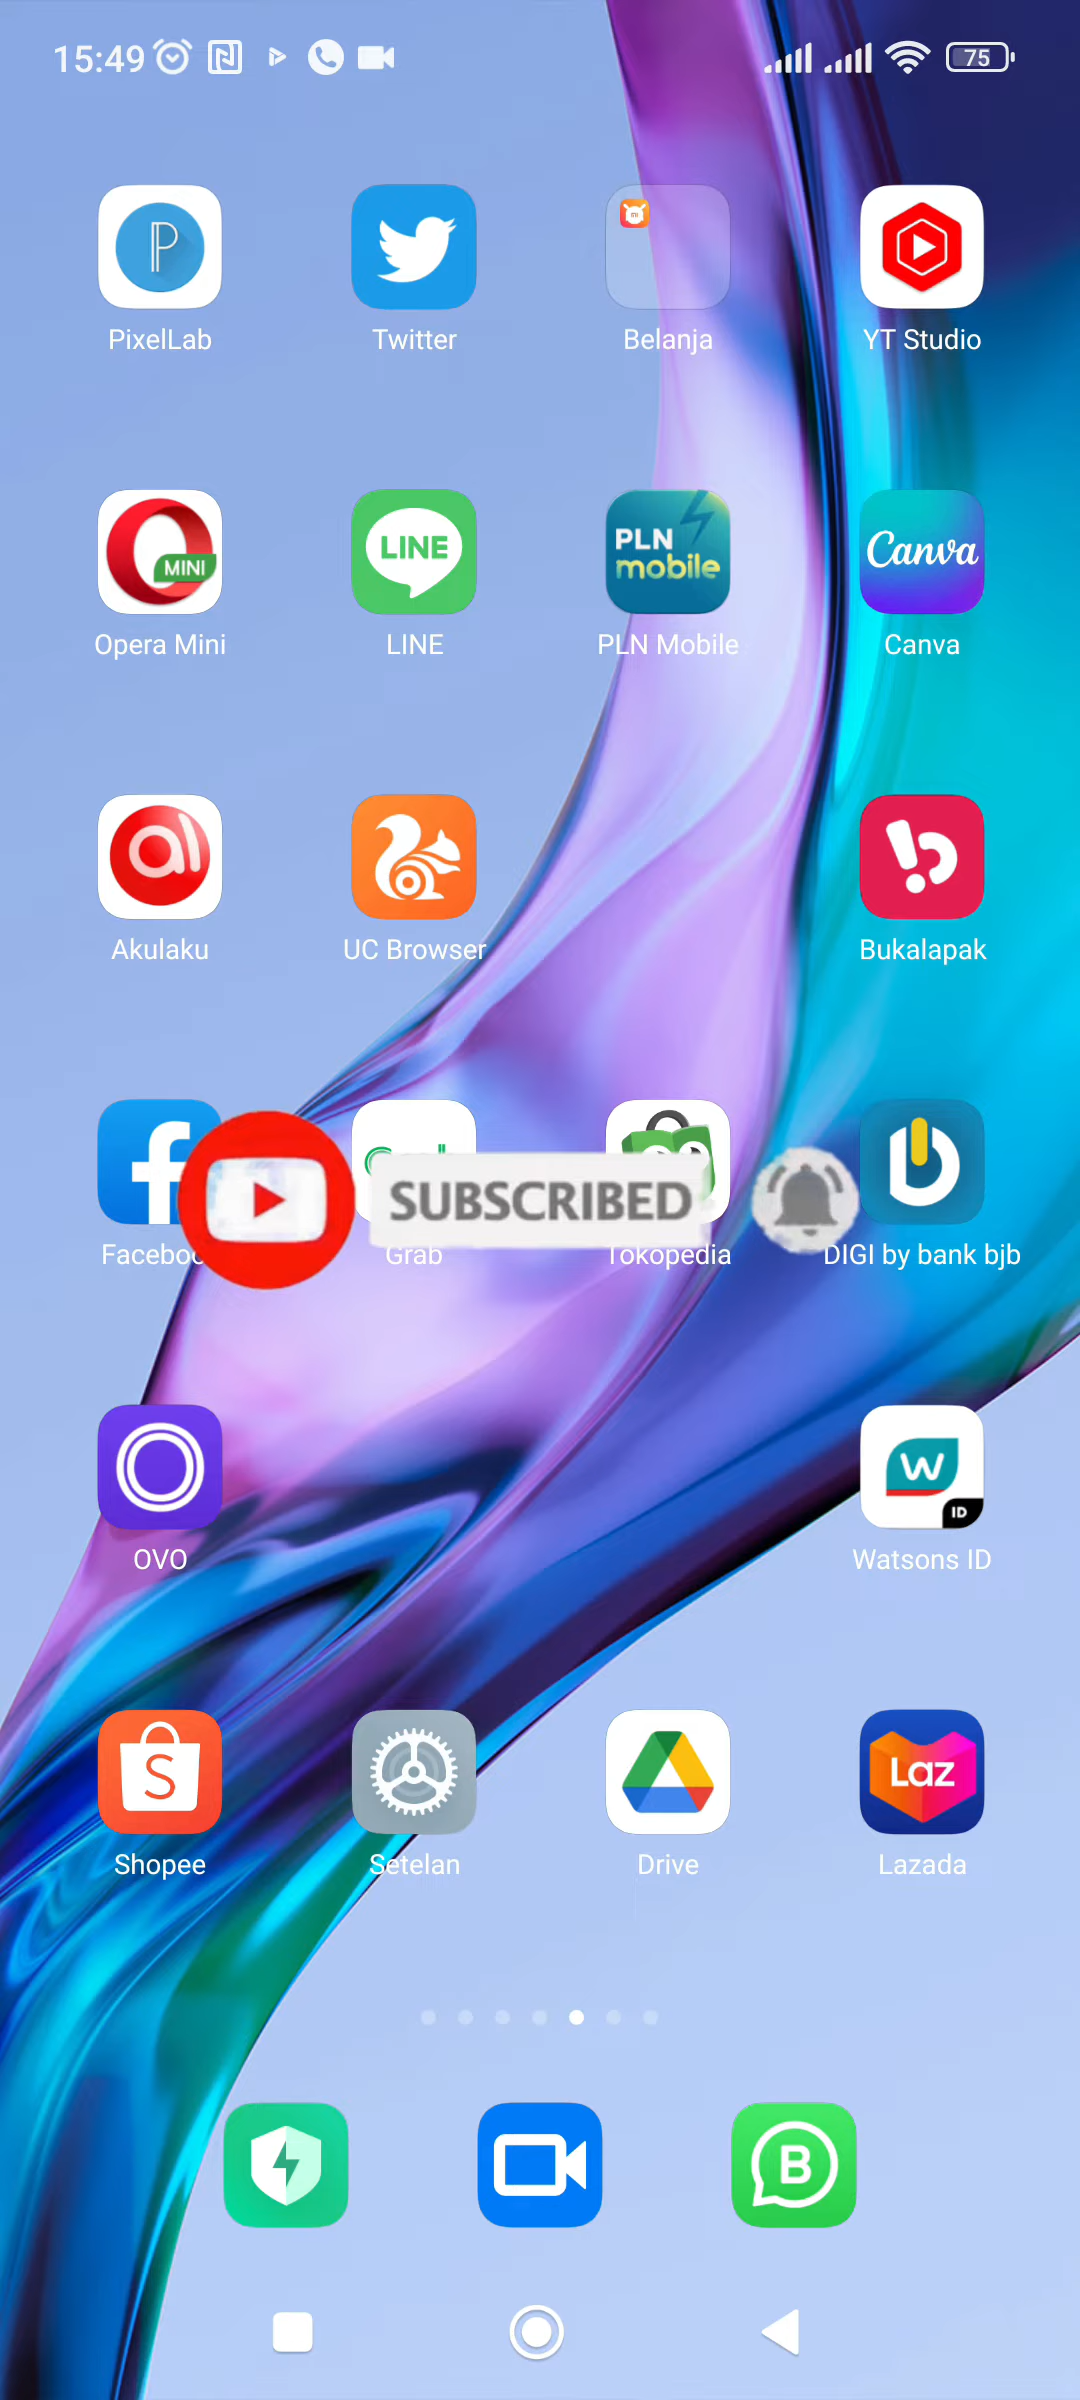 15:49
75
PixelLab
Twitter
Belanja
YT Studio
MINI
LINE
PLN
mobile
Canva
Opera Mini
LINE
PLN Mobile
Canva
Akulaku
UC Browser
Bukalapak
SUBSCRIBED
Grab
Tokopedia
DIGI by bank bjb
W
ID
OVO
Watsons ID
S
Laz
Shopee
Setelan
Drive
Lazada
B